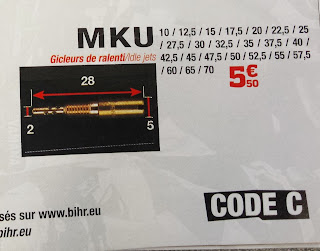 MKU 10 / 12,5 / 15 / 17,5 / 20 / 22,5 / 25
/ 27,5 / 30 / 32,5 / 35 / 37,5 / 40 /
Gicleurs de ralenti/Idle jets 42,5 / 45 / 47,5 / 50 / 52,5 / 55 / 57,5
/ 60 / 65 / 70
5€50
28
2
5
sés sur www.bihr.eu
bihr.eu
CODE C